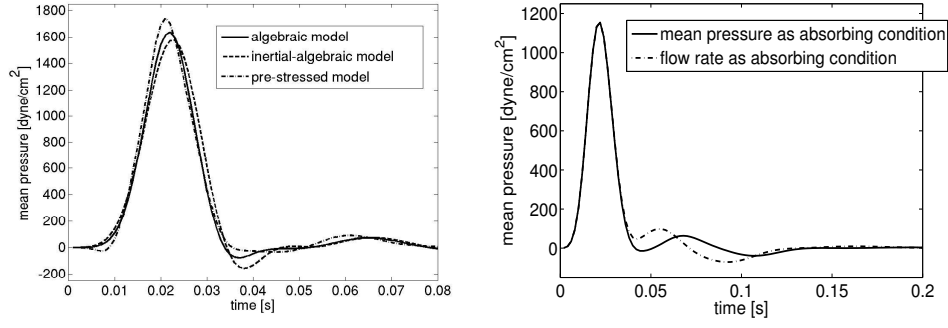 1800
1600
1400
1200
1000
800
600
400
200
0
-200
mean pressure [dyne/cm²]
algebraic model
inertial-algebraic model
pre-stressed model
0 0.01 0.02 0.03 0.04 0.05 0.06 0.07 0.08
time [s]
1200
1000
800
600
400
200
0
mean pressure [dyne/cm²]
mean pressure as absorbing condition
flow rate as absorbing condition
0 0.05 0.1 0.15 0.2
time [s]